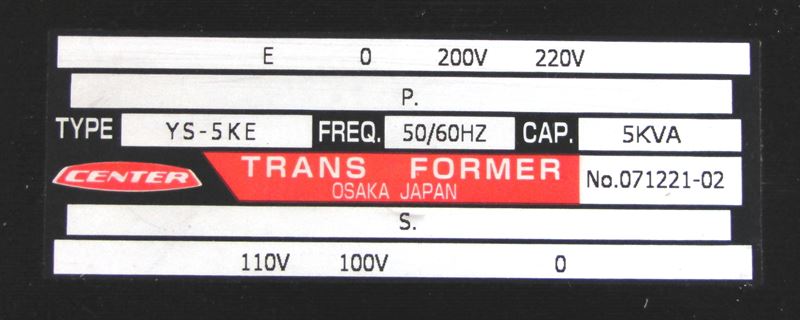 E 0 200V 220V
P.
TYPE YS-5KE FREQ. 50/60HZ CAP. 5KVA
CENTER TRANS FORMER No.071221-02
OSAKA JAPAN
S.
110V 100V 0